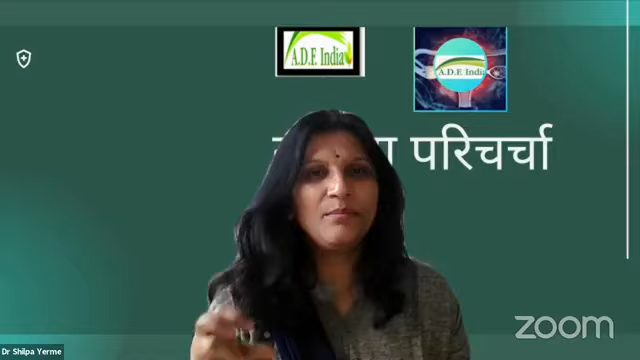 A.D.E India
A.D.E India
परिचर्चा
zoom
Dr Shilpa Yerme